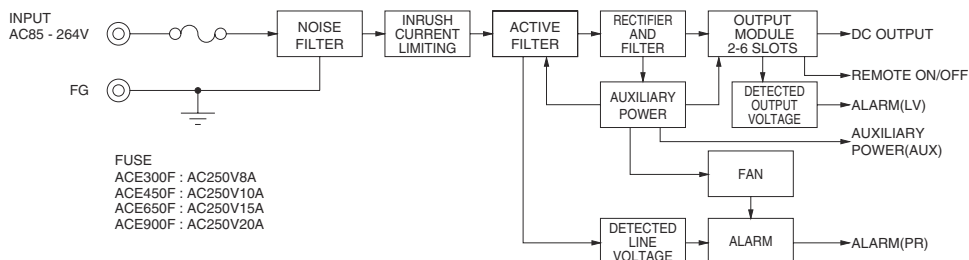 INPUT
AC85 - 264V
FG
NOISE
FILTER
INRUSH
CURRENT
LIMITING
ACTIVE
FILTER
RECTIFIER
AND
FILTER
OUTPUT
MODULE
2-6 SLOTS
DC OUTPUT
REMOTE ON/OFF
AUXILIARY
POWER
DETECTED
OUTPUT
VOLTAGE
ALARM(LV)
AUXILIARY
POWER(AUX)
FUSE
ACE300F : AC250V8A
ACE450F : AC250V10A
ACE650F : AC250V15A
ACE900F : AC250V20A
FAN
DETECTED
LINE
VOLTAGE
ALARM
ALARM(PR)